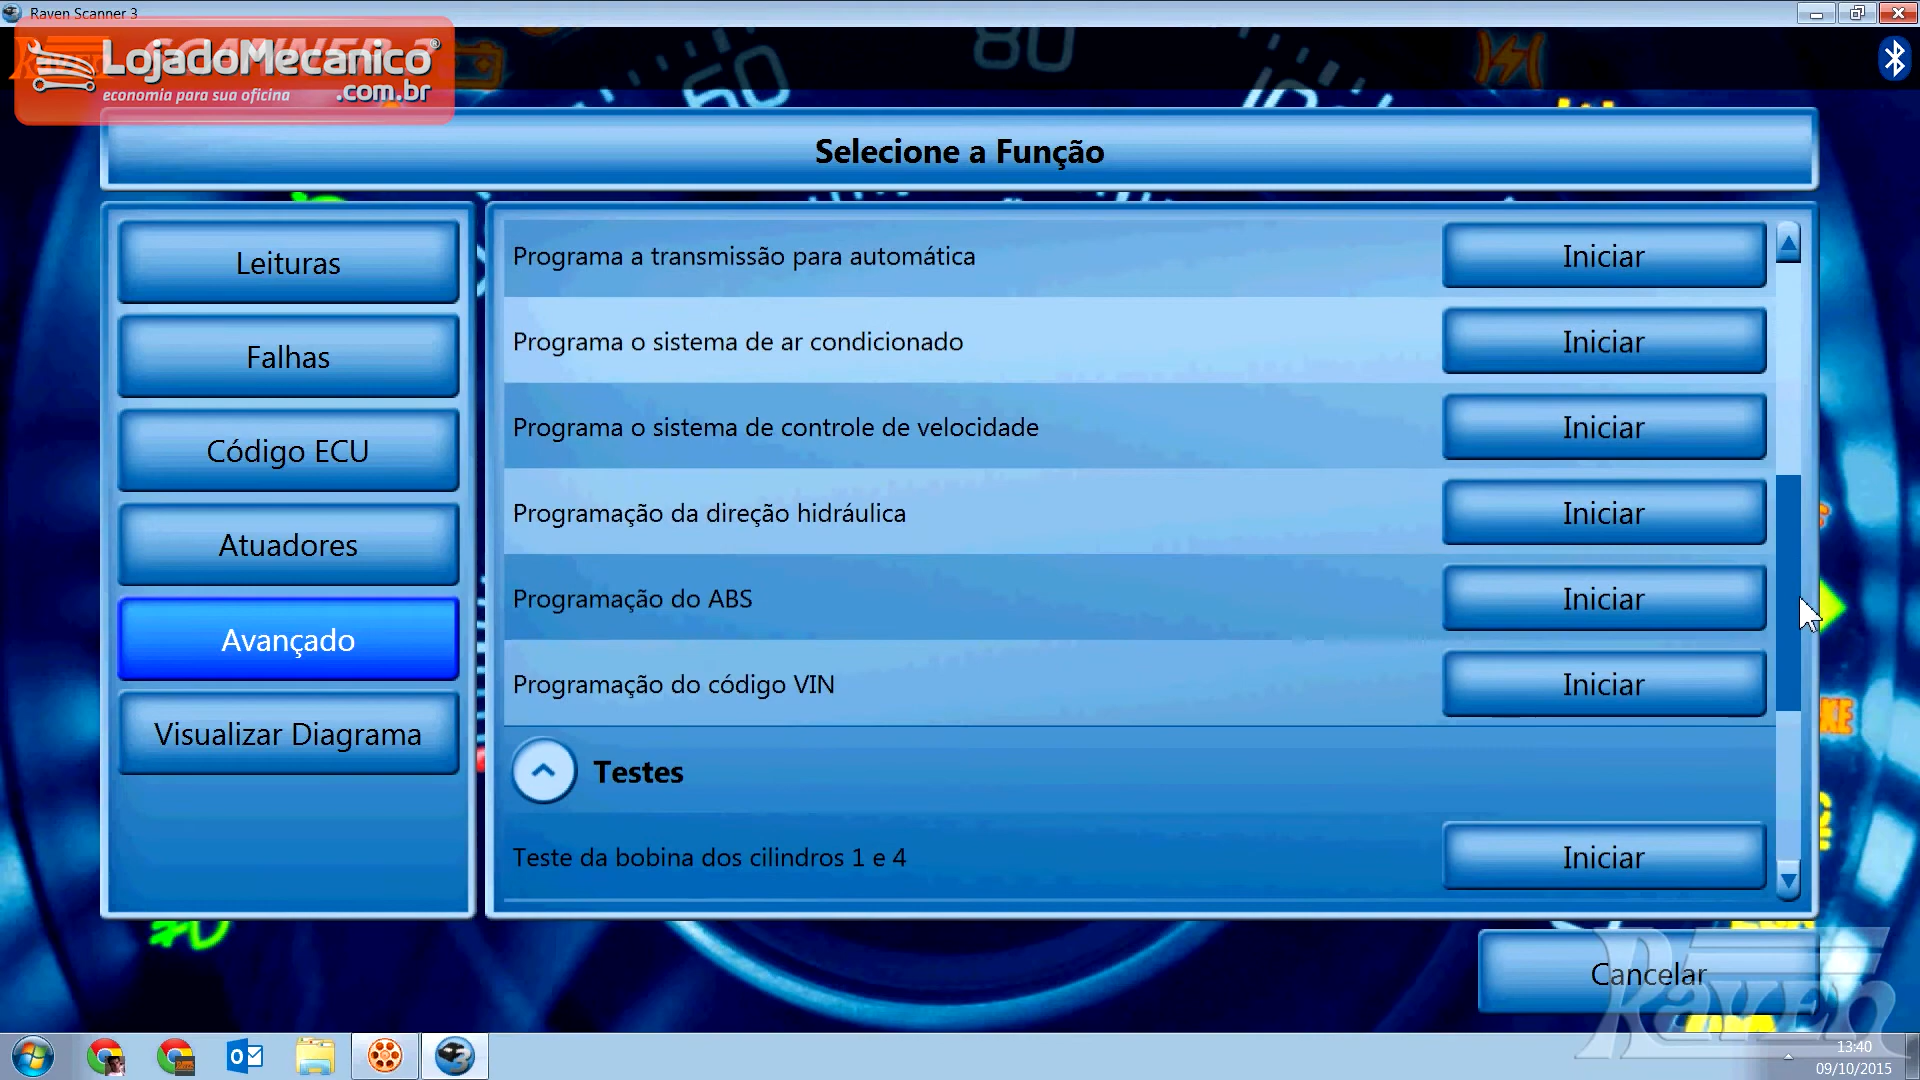 Raven Scanner 3
LojadoMecanico®
economia para sua oficina
.com.br
Selecione a Função
Leituras
Falhas
Código ECU
Atuadores
Avançado
Visualizar Diagrama
Programa a transmissão para automática
Iniciar
Programa o sistema de ar condicionado
Iniciar
Programa o sistema de controle de velocidade
Iniciar
Programação da direção hidráulica
Iniciar
Programação do ABS
Iniciar
Programação do código VIN
Iniciar
Testes
Teste da bobina dos cilindros 1 e 4
Iniciar
Cancelar
Raven
13:40
09/10/2015